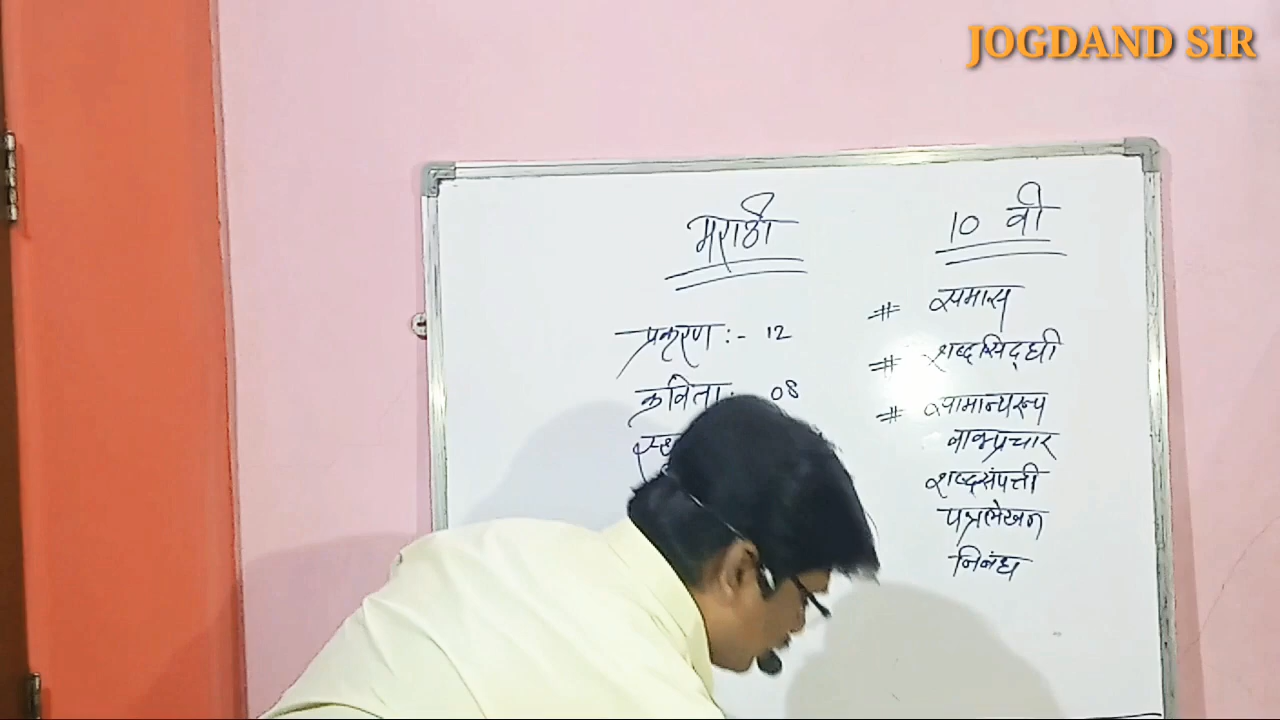 JOGDAND SIR
मराठी
10 वी
प्रकरण :- 12
कविता :- 08
# समास
# शब्दसिद्धी
# सामान्यरूप
वाक्प्रचार
शब्दसंपत्ती
पत्रलेखन
निबंध